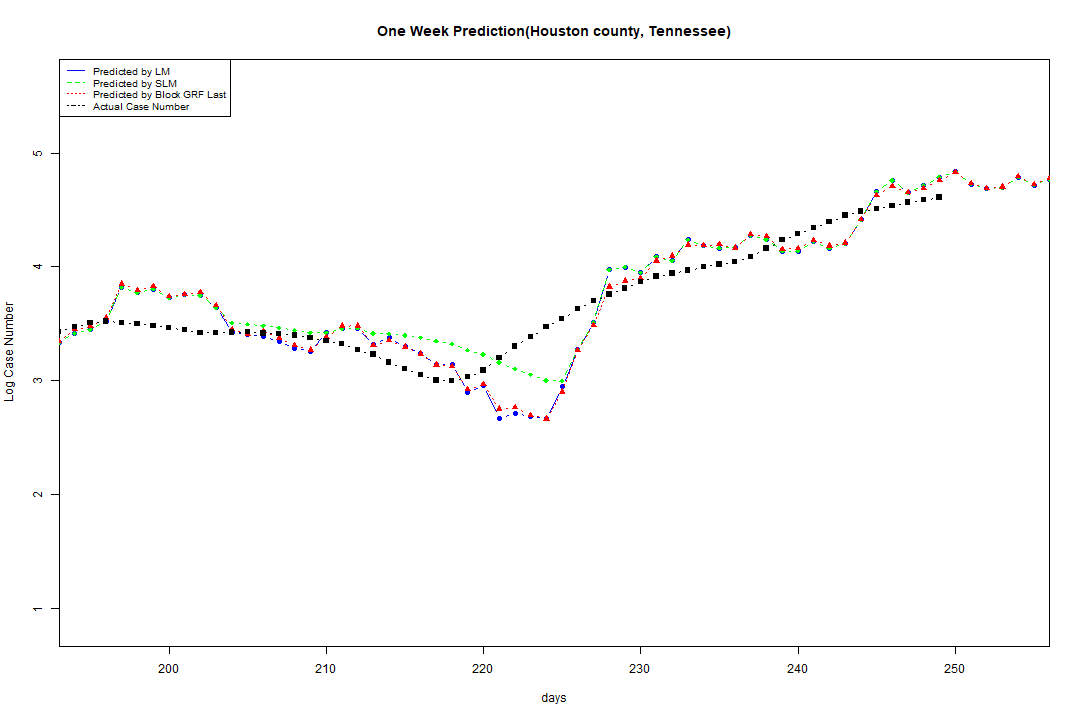 One Week Prediction(Houston county, Tennessee)
Predicted by LM
Predicted by SLM
Predicted by Block GRF Last
Actual Case Number
Log Case Number
5
4
3
2
1
200 210 220 230 240 250
days